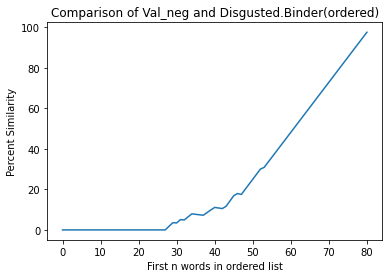 Comparison of Val_neg and Disgusted.Binder(ordered)
100
80
60
40
20
0
Percent Similarity
0 10 20 30 40 50 60 70 80
First n words in ordered list